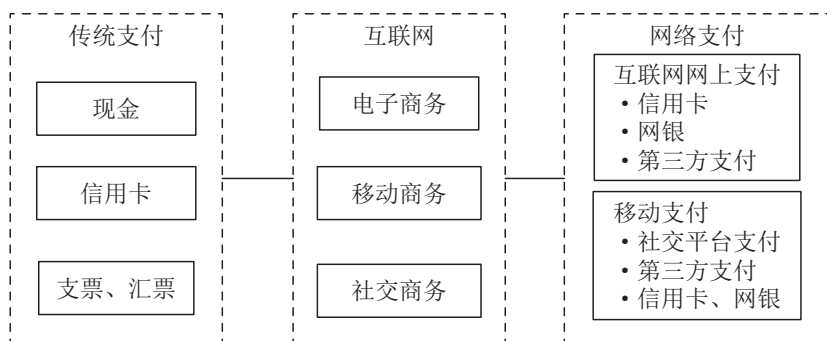 传统支付
现金
信用卡
支票、汇票
互联网
电子商务
移动商务
社交商务
网络支付
互联网网上支付
•信用卡
•网银
•第三方支付
移动支付
•社交平台支付
•第三方支付
•信用卡、网银